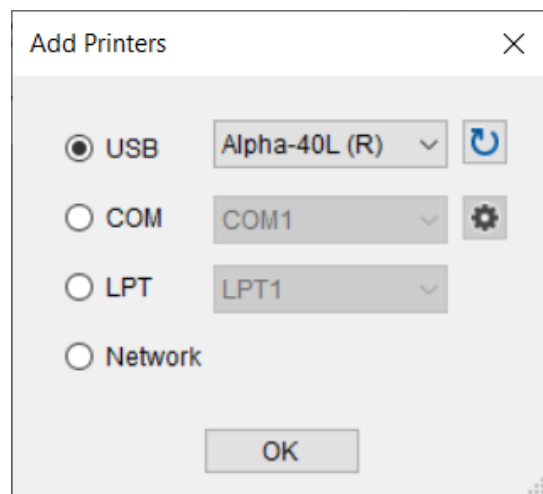 Add Printers
USB Alpha-40L (R)
COM COM1
LPT LPT1
Network
OK